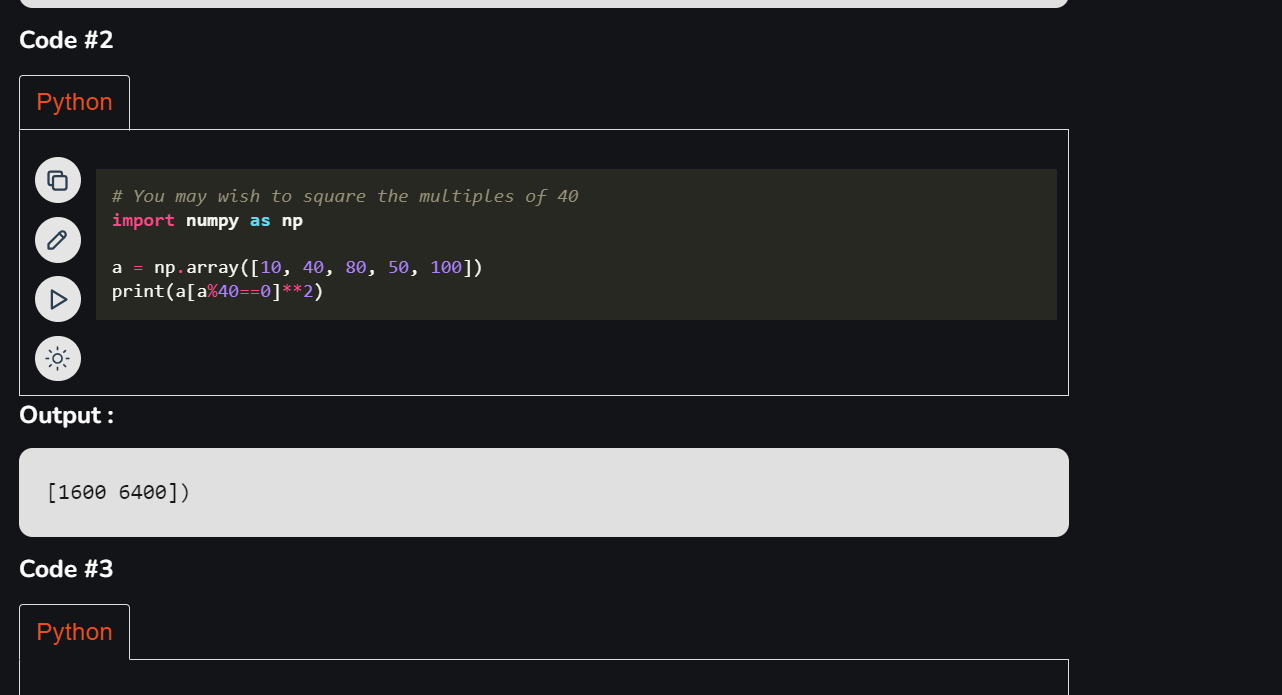 Code #2
Python
# You may wish to square the multiples of 40
import numpy as np
a = np.array([10, 40, 80, 50, 100])
print(a[a%40==0]**2)
Output :
[1600 6400])
Code #3
Python